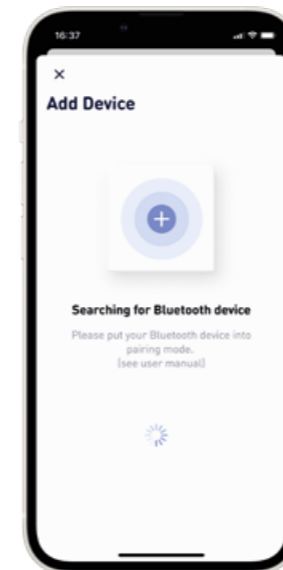 16:37
Add Device
Searching for Bluetooth device
Please put your Bluetooth device into
pairing mode.
(see user manual)